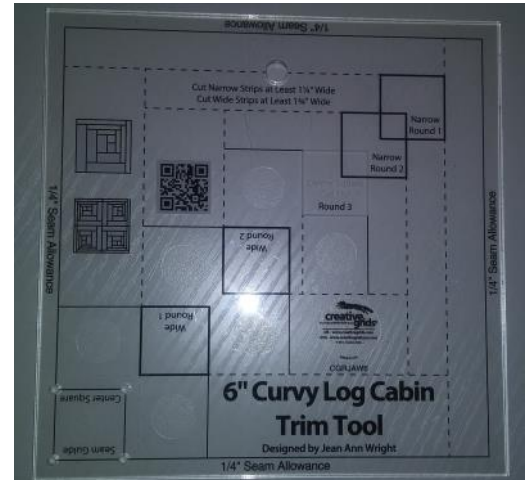 1/4" Seam Allowance
Cut Narrow Strips at Least 1¼" Wide
Cut Wide Strips at Least 1¾" Wide
Narrow
Round 1
Narrow
Round 2
Round 3
1/4" Seam Allowance
1/4" Seam Allowance
Wide
Round 2
Wide
Round 1
creative
grids
Center Square
Seam Guide
6" Curvy Log Cabin
Trim Tool
Designed by Jean Ann Wright
1/4" Seam Allowance